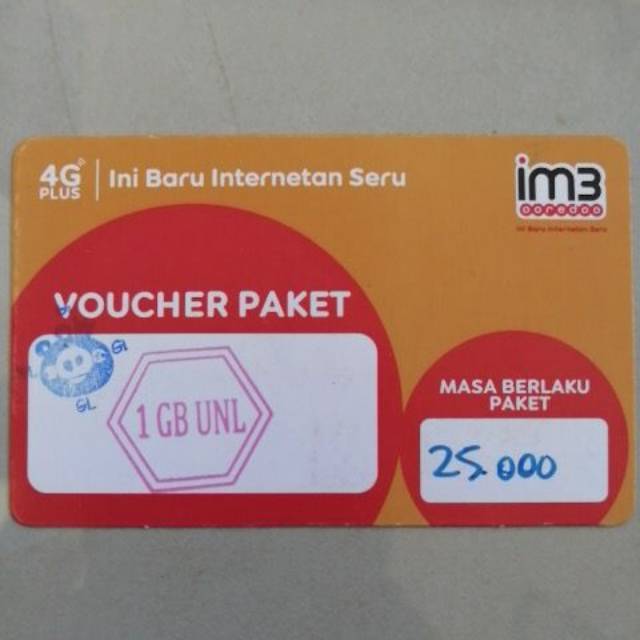 4G
PLUS
Ini Baru Internetan Seru
im3
ooredoo
Ini Baru Internetan Seru
VOUCHER PAKET
1 GB UNL
GL
MASA BERLAKU
PAKET
25.000